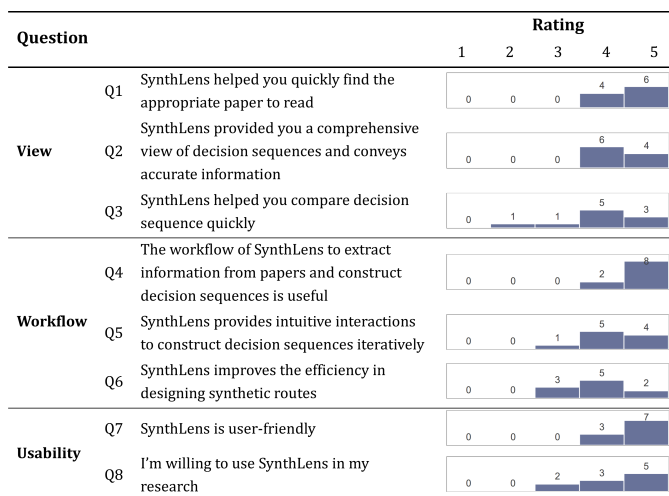 Question
Rating
1 2 3 4 5
View
Q1
SynthLens helped you quickly find the
appropriate paper to read
0 0 0 4 6
Q2
SynthLens provided you a comprehensive
view of decision sequences and conveys
accurate information
0 0 0 6 4
Q3
SynthLens helped you compare decision
sequence quickly
0 1 1 5 3
Workflow
Q4
The workflow of SynthLens to extract
information from papers and construct
decision sequences is useful
0 0 0 2 8
Q5
SynthLens provides intuitive interactions
to construct decision sequences iteratively
0 0 1 5 4
Q6
SynthLens improves the efficiency in
designing synthetic routes
0 0 3 5 2
Usability
Q7
SynthLens is user-friendly
0 0 0 3 7
Q8
I'm willing to use SynthLens in my
research
0 0 2 3 5